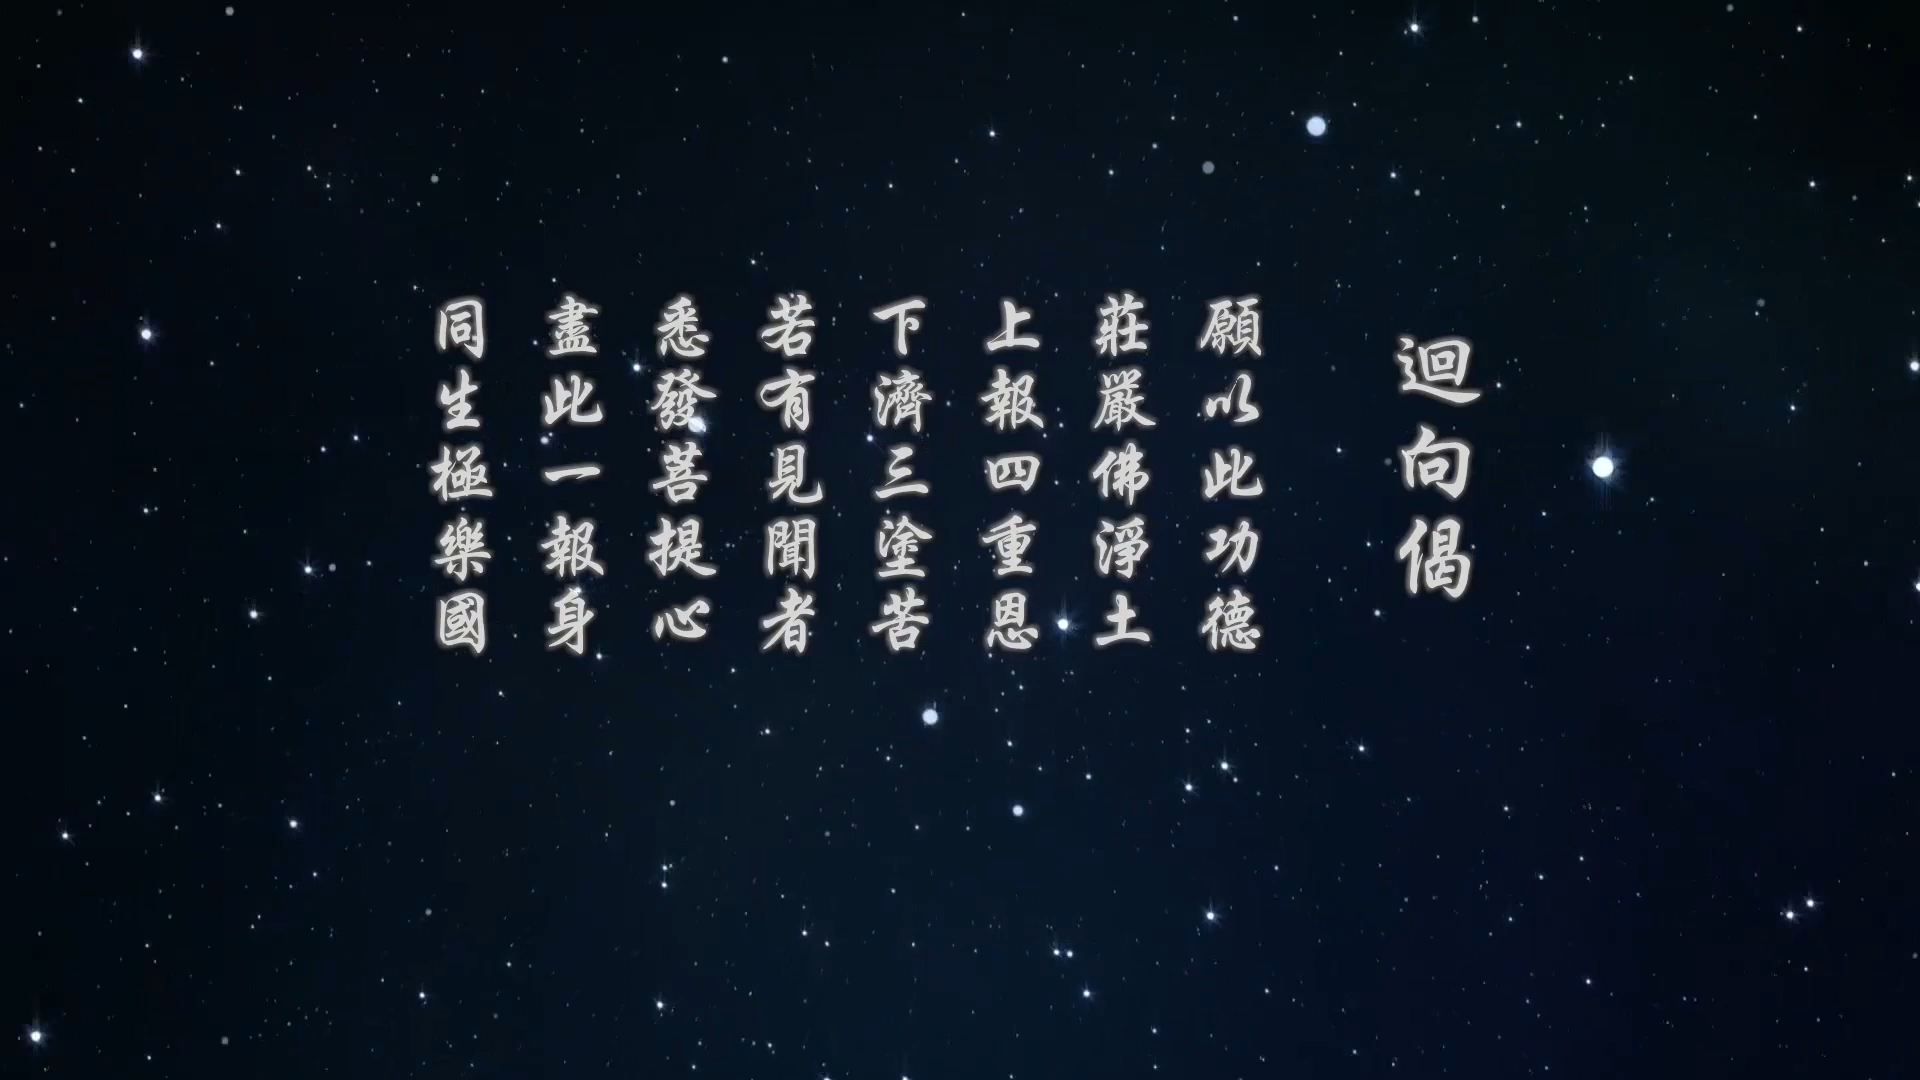 迴向偈
願以此功德
莊嚴佛淨土
上報四重恩
下濟三塗苦
若有見聞者
悉發菩提心
盡此一報身
同生極樂國